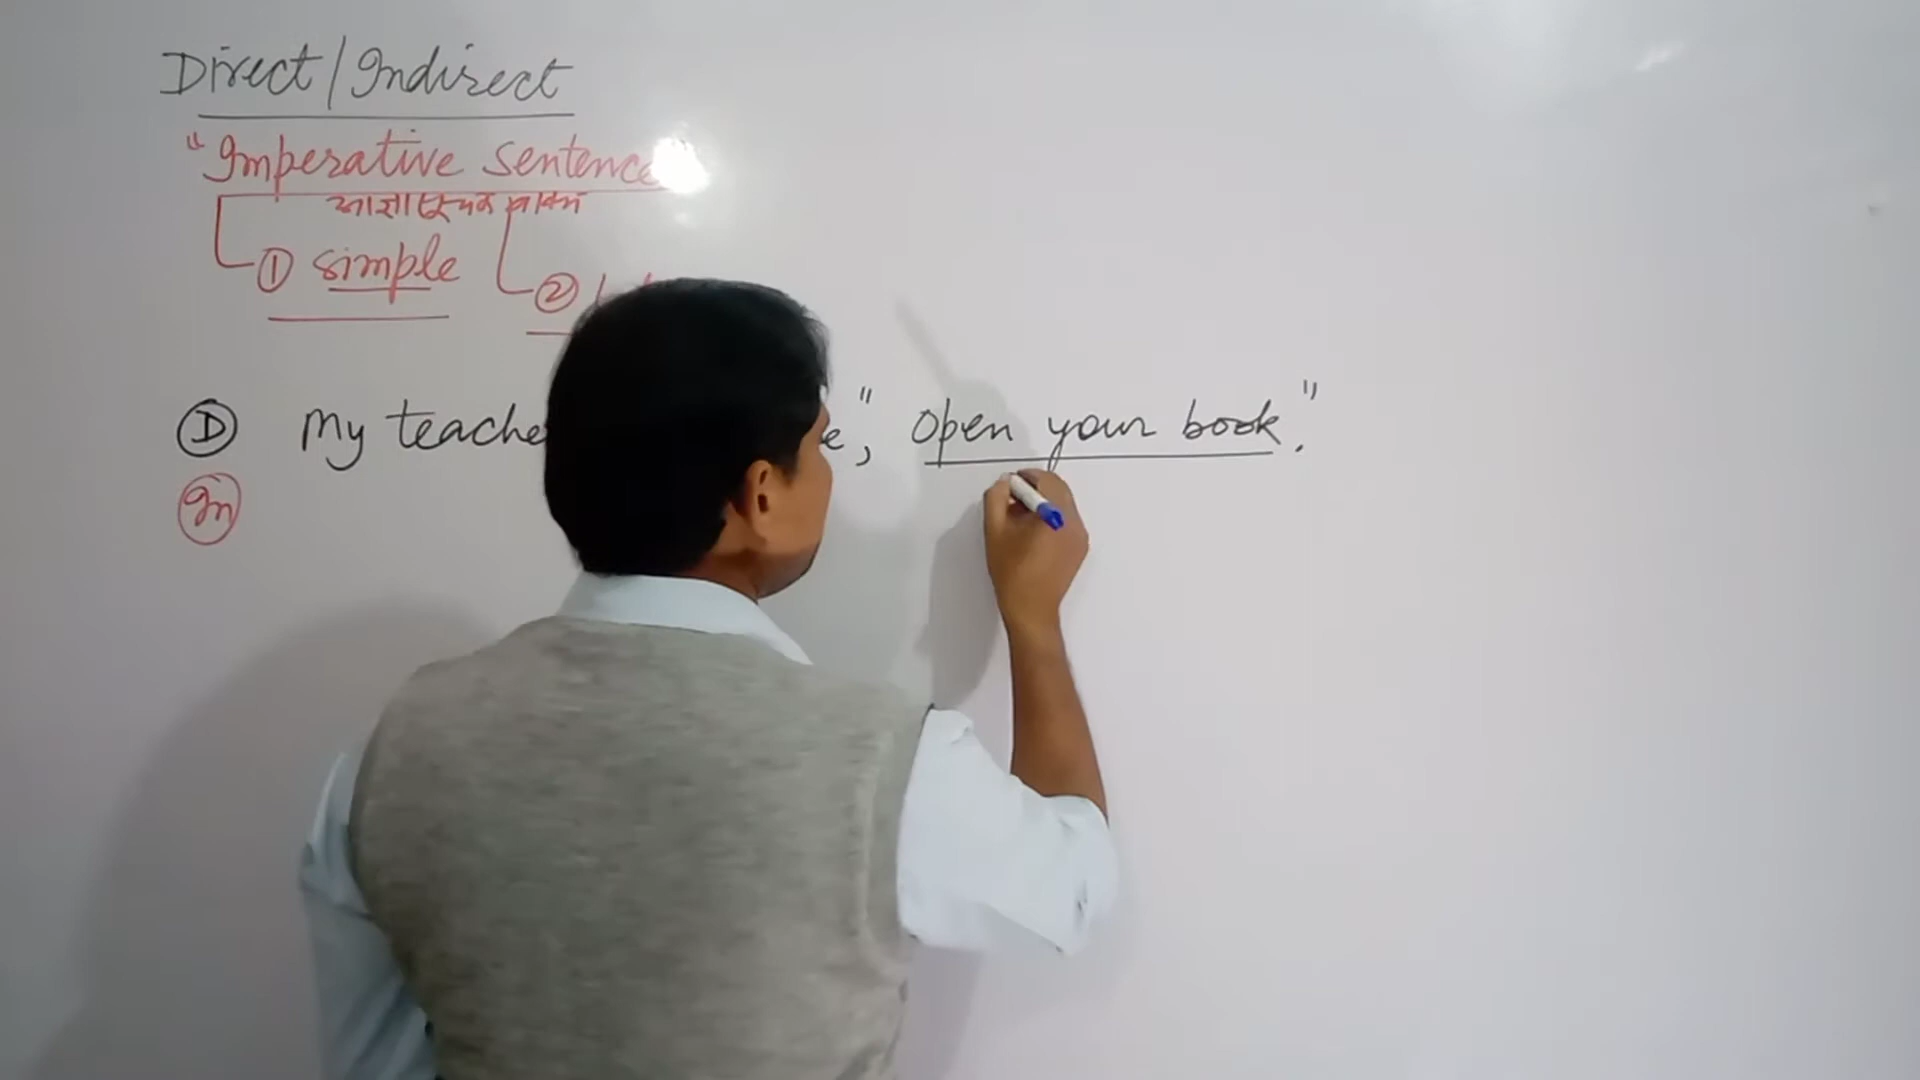 Direct/Indirect
"Imperative sentence
आज्ञासूचक वाक्य
① simple
②
Ⓓ My teache e," Open your book."
In